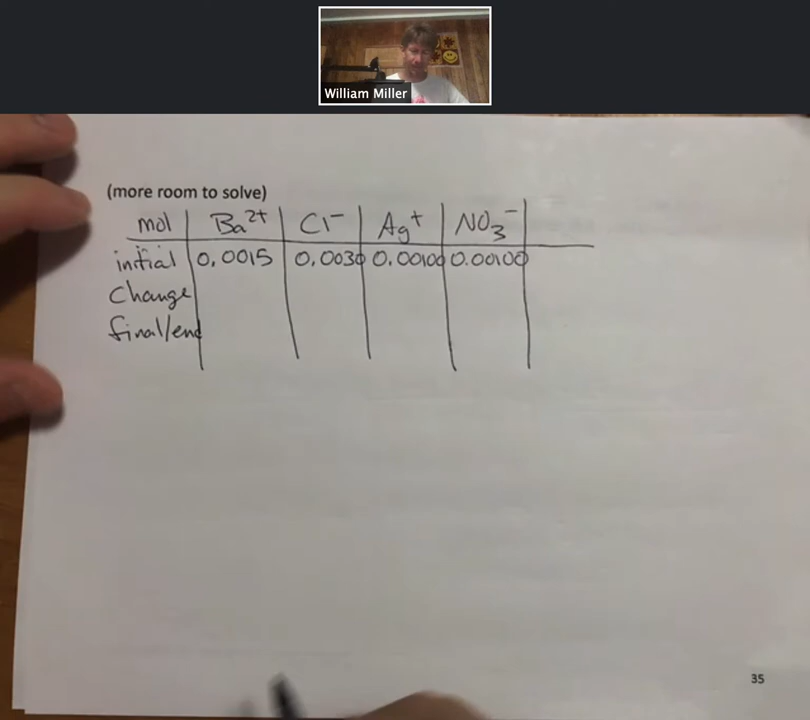 William Miller
(more room to solve)
mol Ba²⁺ Cl⁻ Ag⁺ NO₃⁻
initial 0.0015 0.0030 0.00100 0.00100
Change
final/end
35